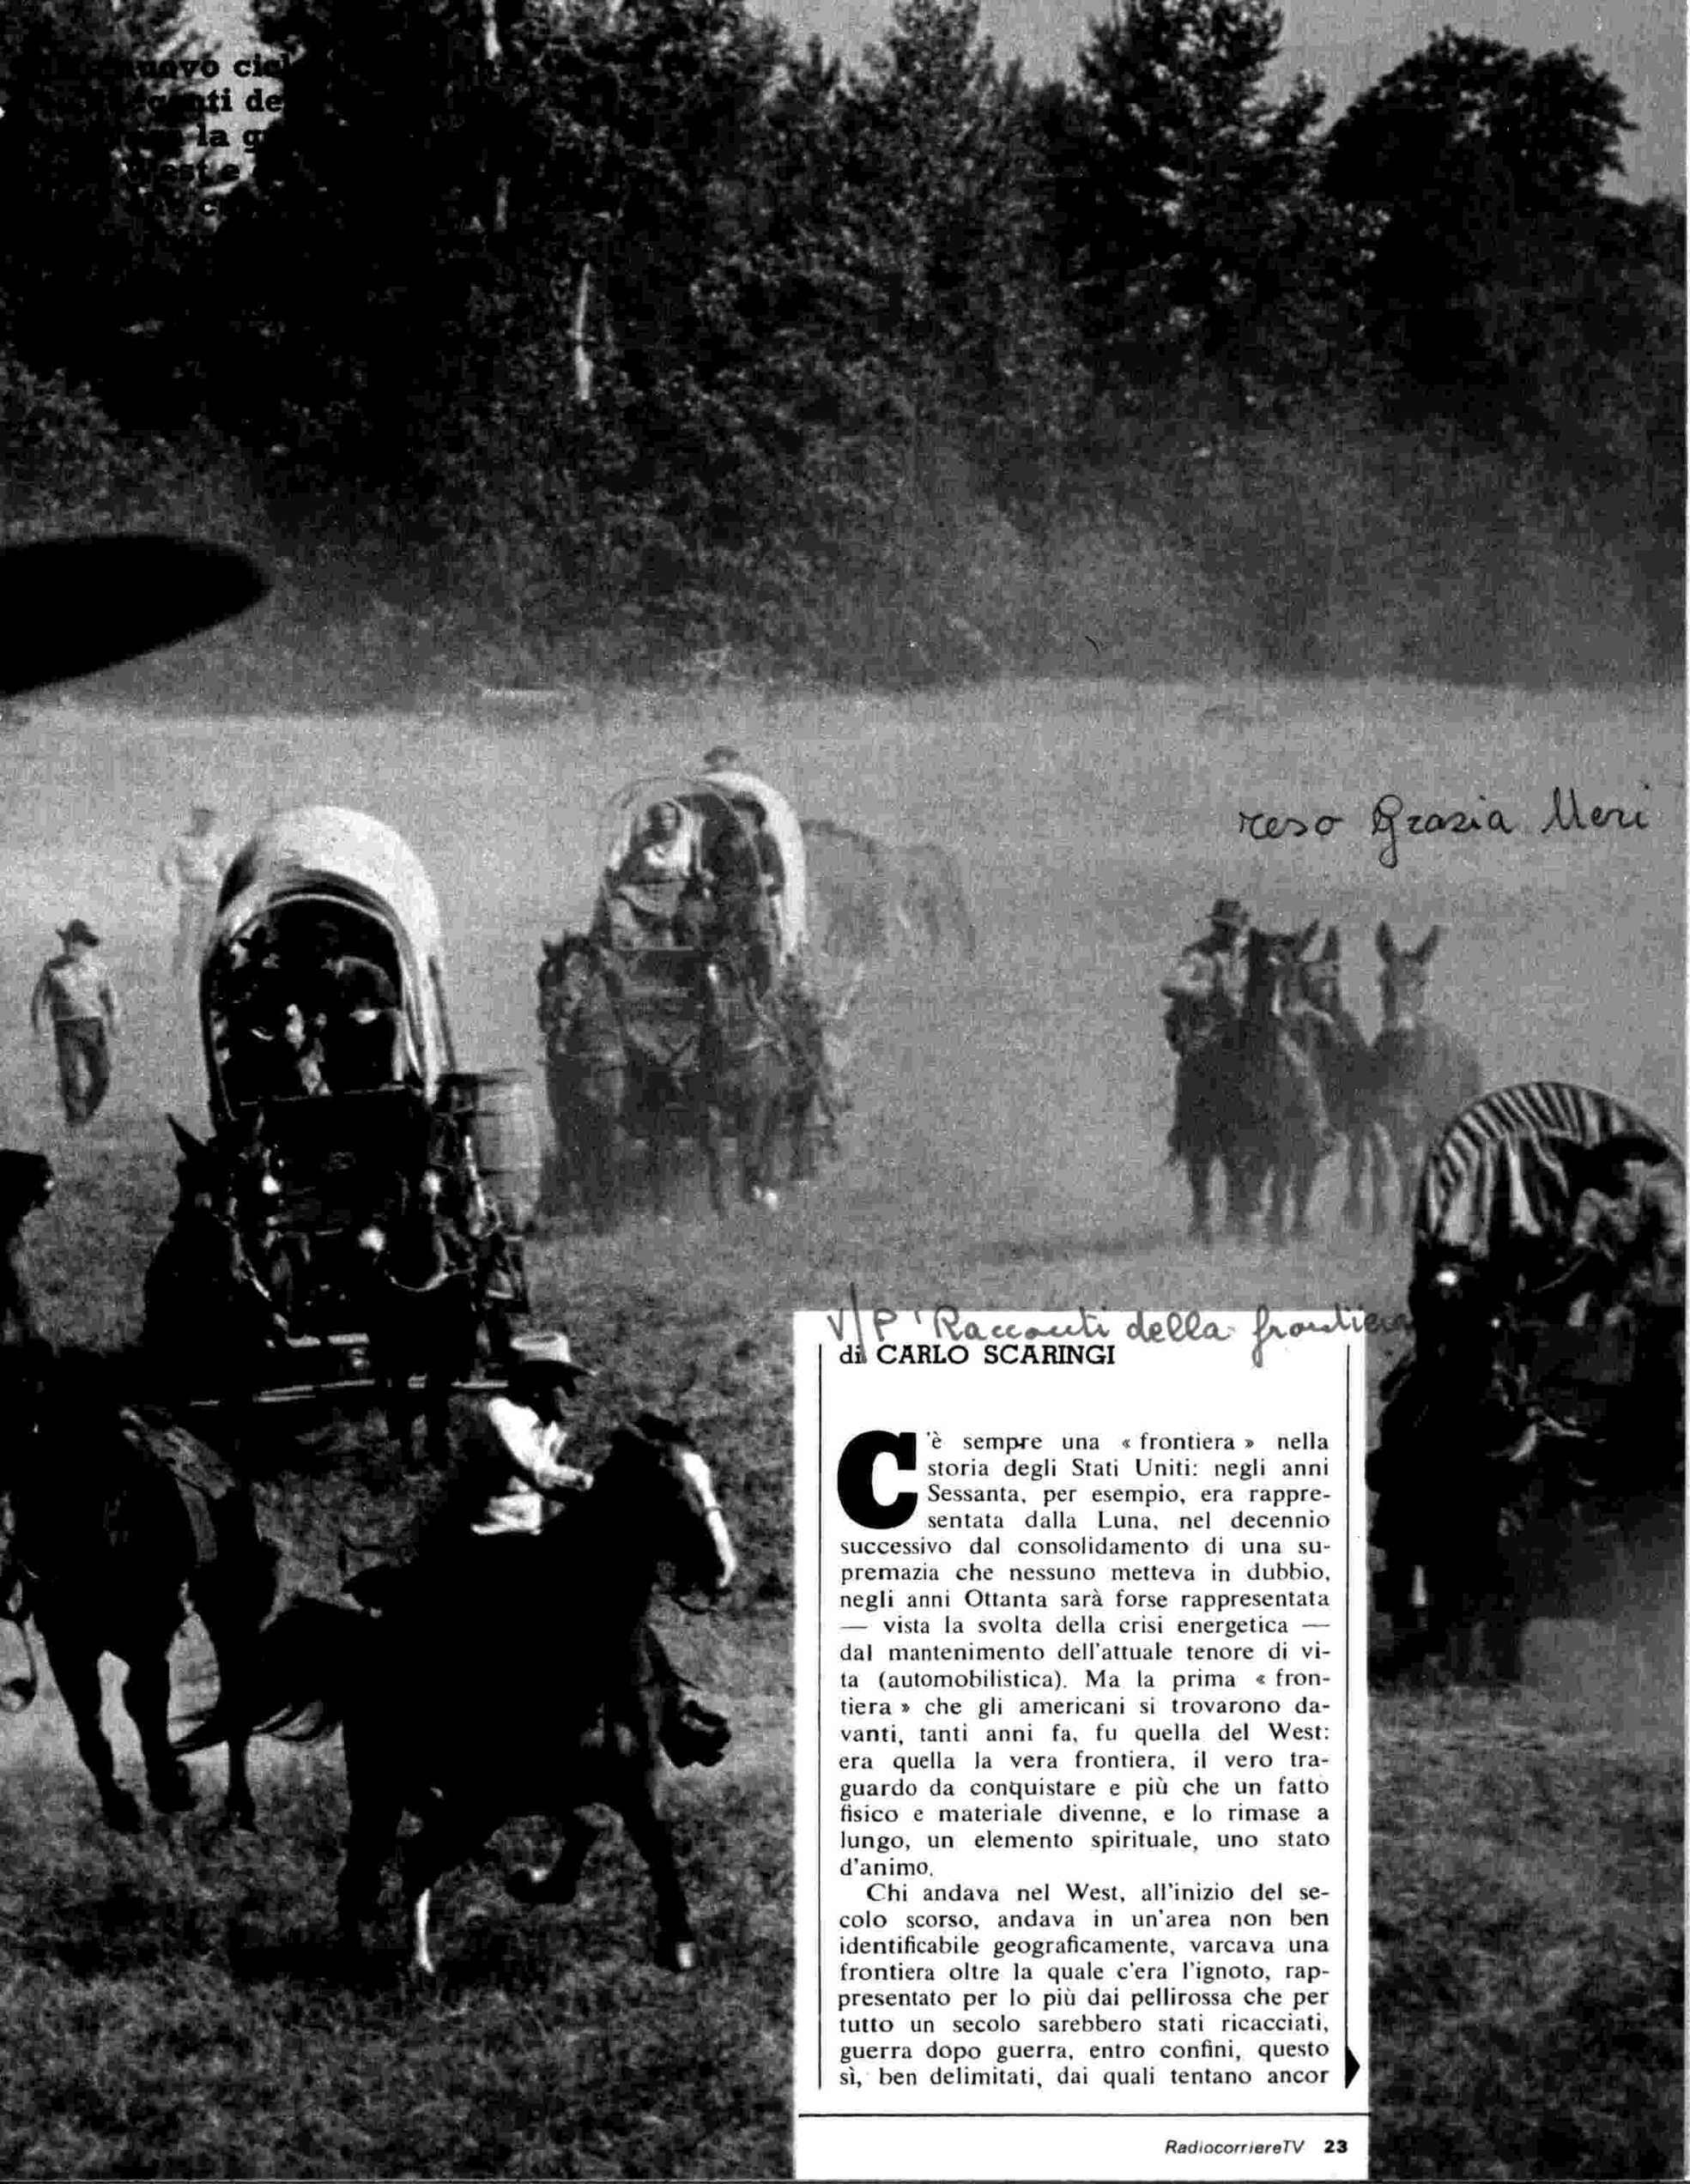 nuovo
de
la
reso Grazia Meri
V/P 'Racconti della frontiera
di CARLO SCARINGI
C'è sempre una « frontiera » nella
storia degli Stati Uniti: negli anni
Sessanta, per esempio, era rappre-
sentata dalla Luna, nel decennio
successivo dal consolidamento di una su-
premazia che nessuno metteva in dubbio,
negli anni Ottanta sarà forse rappresentata
— vista la svolta della crisi energetica —
dal mantenimento dell'attuale tenore di vi-
ta (automobilistica). Ma la prima « fron-
tiera » che gli americani si trovarono da-
vanti, tanti anni fa, fu quella del West:
era quella la vera frontiera, il vero tra-
guardo da conquistare e più che un fatto
fisico e materiale divenne, e lo rimase a
lungo, un elemento spirituale, uno stato
d'animo.
Chi andava nel West, all'inizio del se-
colo scorso, andava in un'area non ben
identificabile geograficamente, varcava una
frontiera oltre la quale c'era l'ignoto, rap-
presentato per lo più dai pellirossa che per
tutto un secolo sarebbero stati ricacciati,
guerra dopo guerra, entro confini, questo
sì, ben delimitati, dai quali tentano ancor
RadiocorriereTV 23